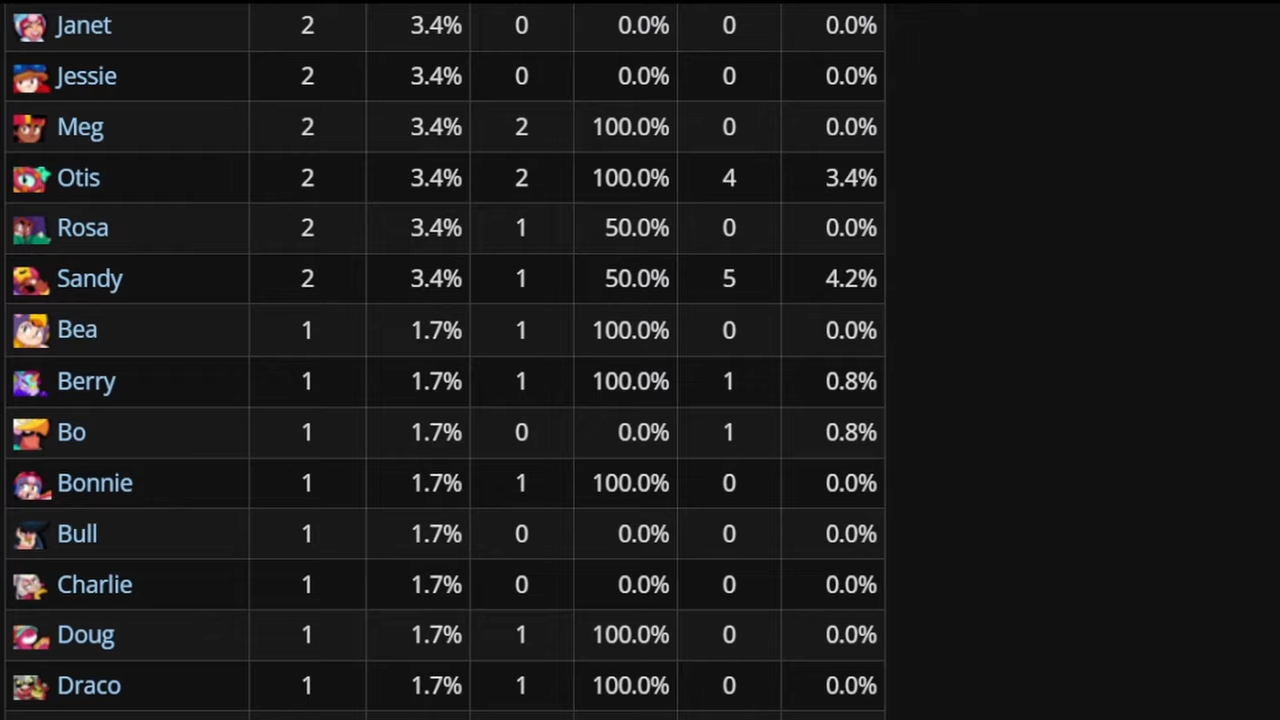 Janet 2 3.4% 0 0.0% 0 0.0%
Jessie 2 3.4% 0 0.0% 0 0.0%
Meg 2 3.4% 2 100.0% 0 0.0%
Otis 2 3.4% 2 100.0% 4 3.4%
Rosa 2 3.4% 1 50.0% 0 0.0%
Sandy 2 3.4% 1 50.0% 5 4.2%
Bea 1 1.7% 1 100.0% 0 0.0%
Berry 1 1.7% 1 100.0% 1 0.8%
Bo 1 1.7% 0 0.0% 1 0.8%
Bonnie 1 1.7% 1 100.0% 0 0.0%
Bull 1 1.7% 0 0.0% 0 0.0%
Charlie 1 1.7% 0 0.0% 0 0.0%
Doug 1 1.7% 1 100.0% 0 0.0%
Draco 1 1.7% 1 100.0% 0 0.0%